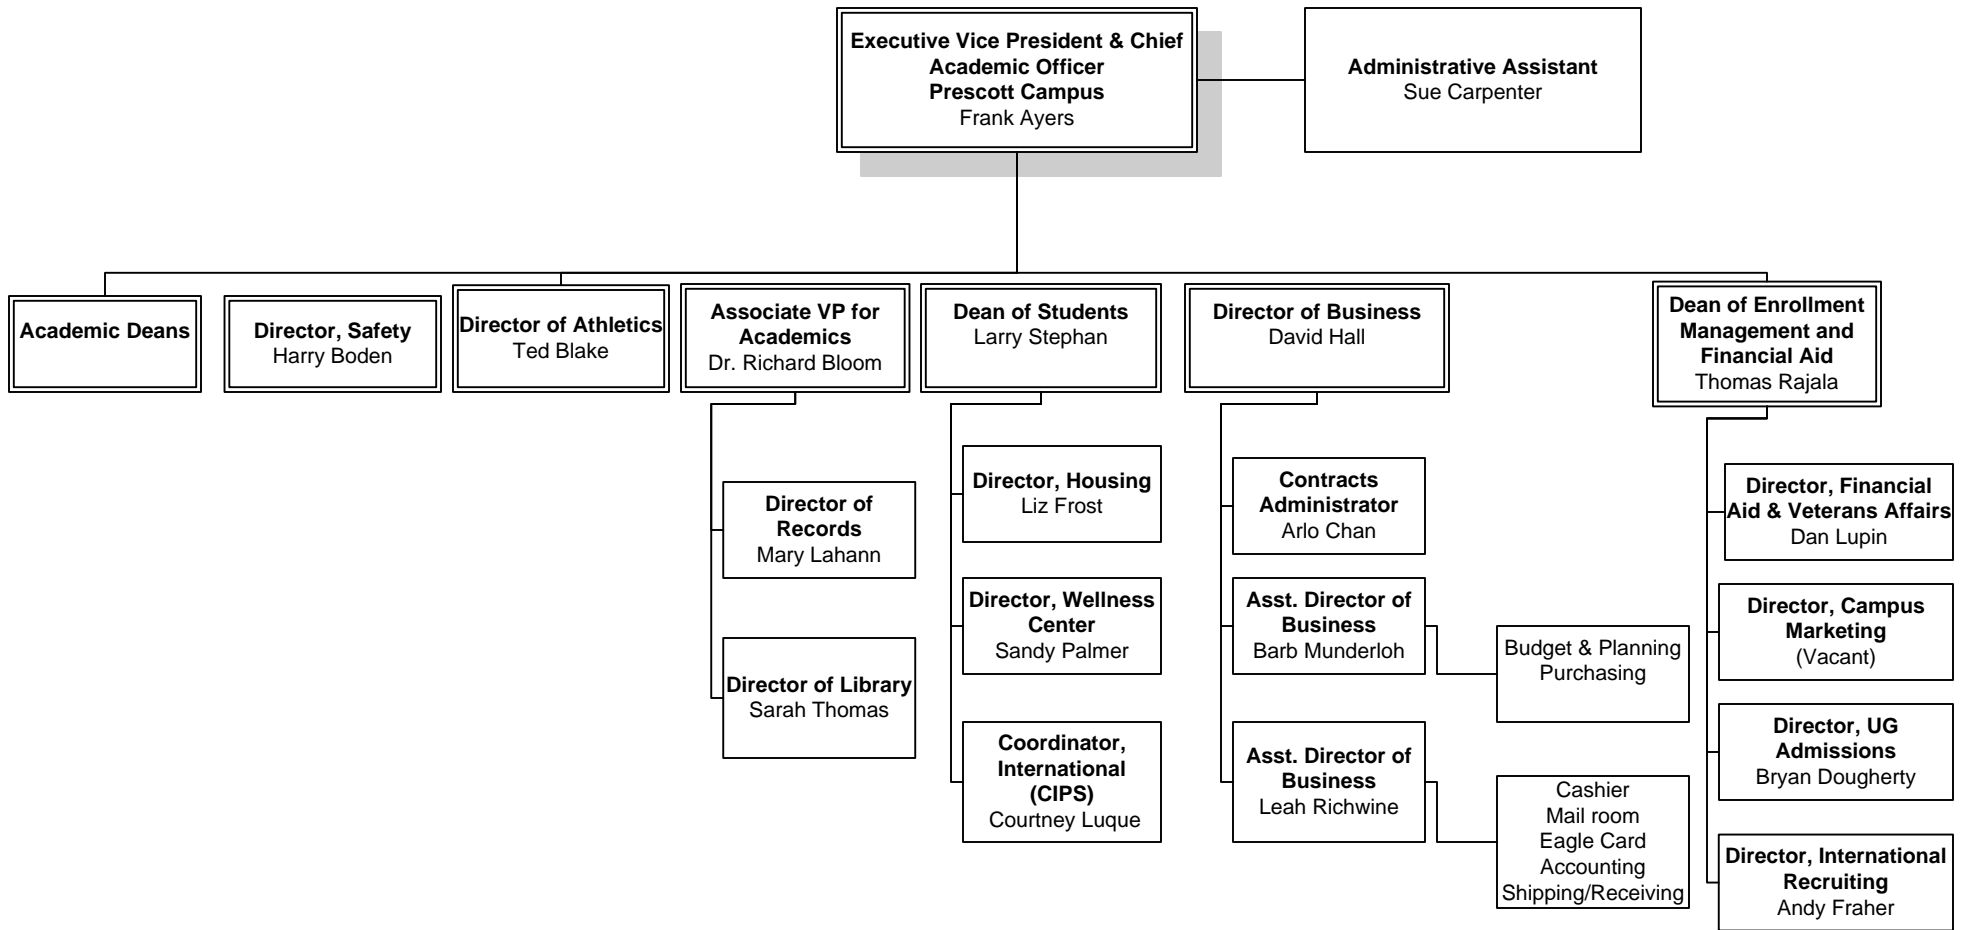 Executive Vice President & Chief
Academic Officer
Prescott Campus
Frank Ayers
Administrative Assistant
Sue Carpenter
Academic Deans
Director, Safety
Harry Boden
Director of Athletics
Ted Blake
Associate VP for
Academics
Dr. Richard Bloom
Dean of Students
Larry Stephan
Director of Business
David Hall
Dean of Enrollment
Management and
Financial Aid
Thomas Rajala
Director of
Records
Mary Lahann
Director of Library
Sarah Thomas
Director, Housing
Liz Frost
Director, Wellness
Center
Sandy Palmer
Coordinator,
International
(CIPS)
Courtney Luque
Contracts
Administrator
Arlo Chan
Asst. Director of
Business
Barb Munderloh
Budget & Planning
Purchasing
Asst. Director of
Business
Leah Richwine
Cashier
Mail room
Eagle Card
Accounting
Shipping/Receiving
Director, Financial
Aid & Veterans Affairs
Dan Lupin
Director, Campus
Marketing
(Vacant)
Director, UG
Admissions
Bryan Dougherty
Director, International
Recruiting
Andy Fraher